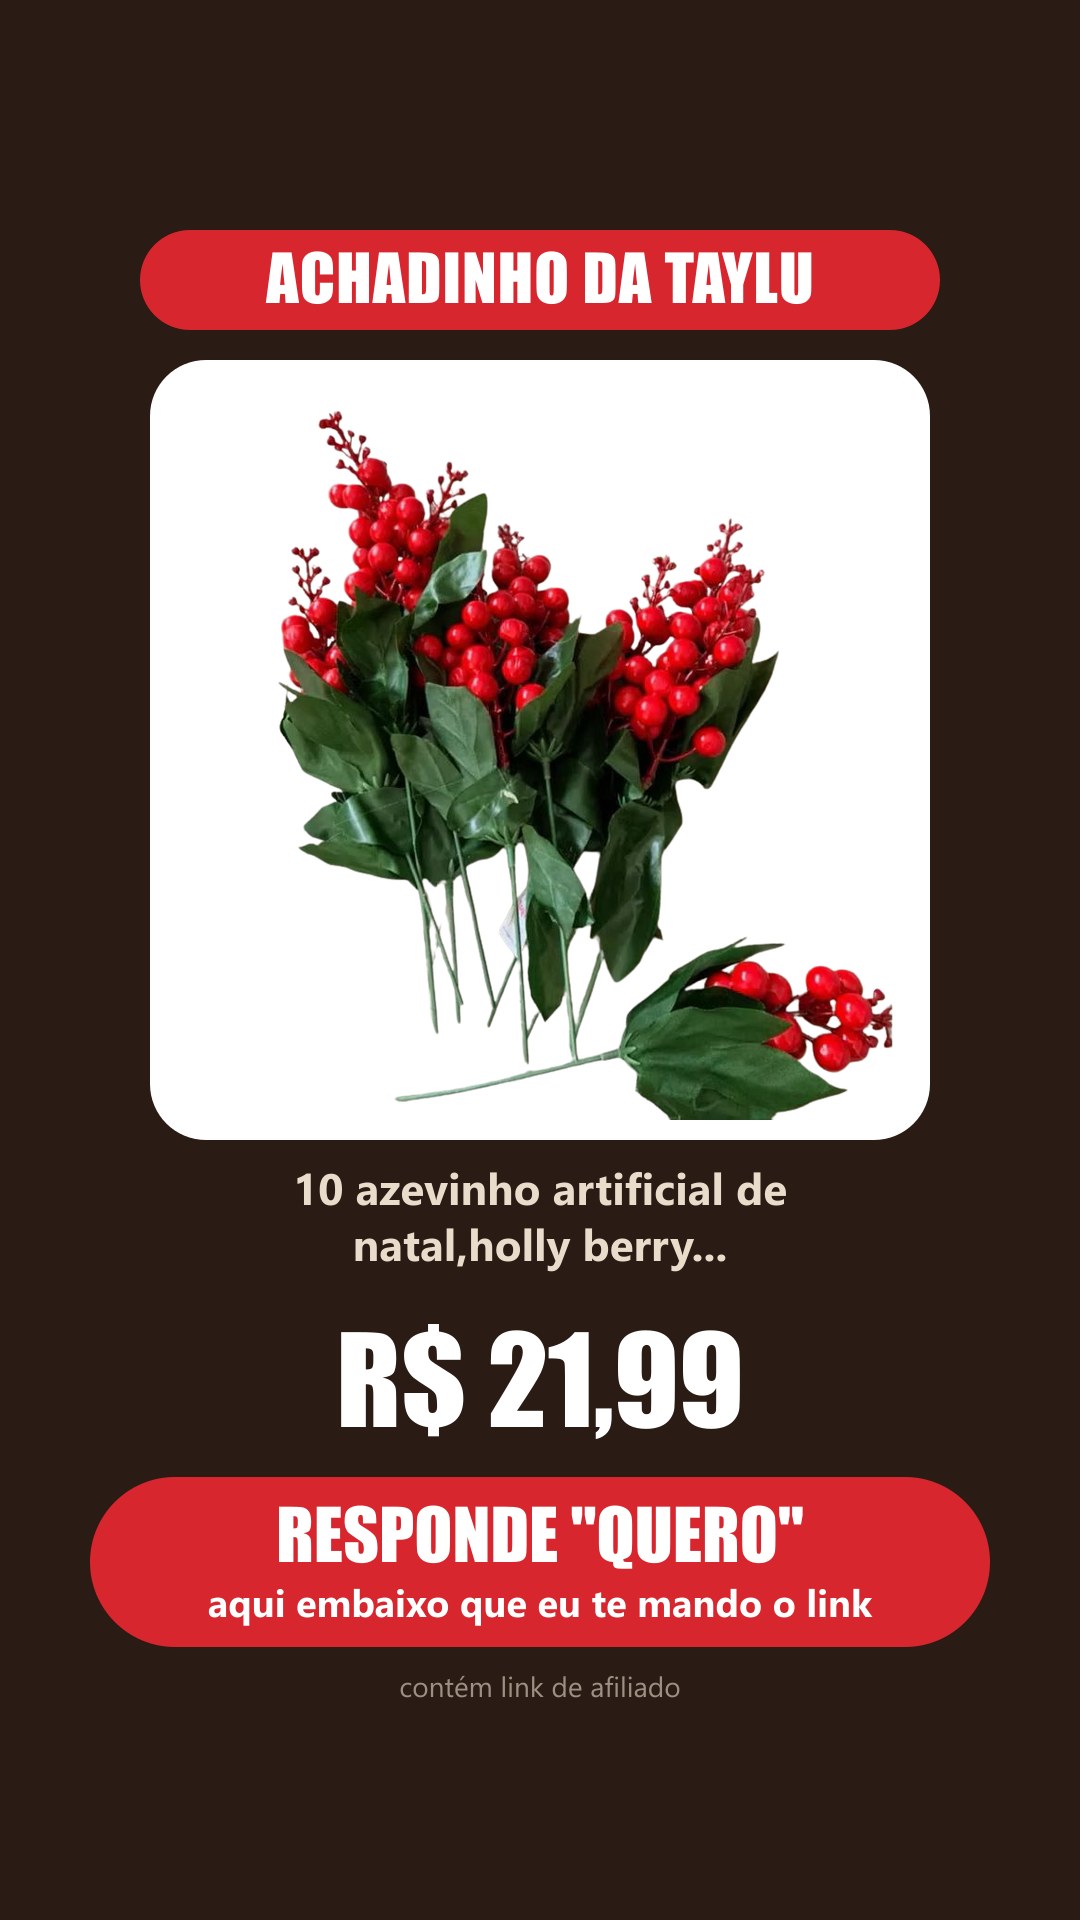 ACHADINHO DA TAYLU
10 azevinho artificial de
natal,holly berry...
R$ 21,99
RESPONDE "QUERO"
aqui embaixo que eu te mando o link
contém link de afiliado